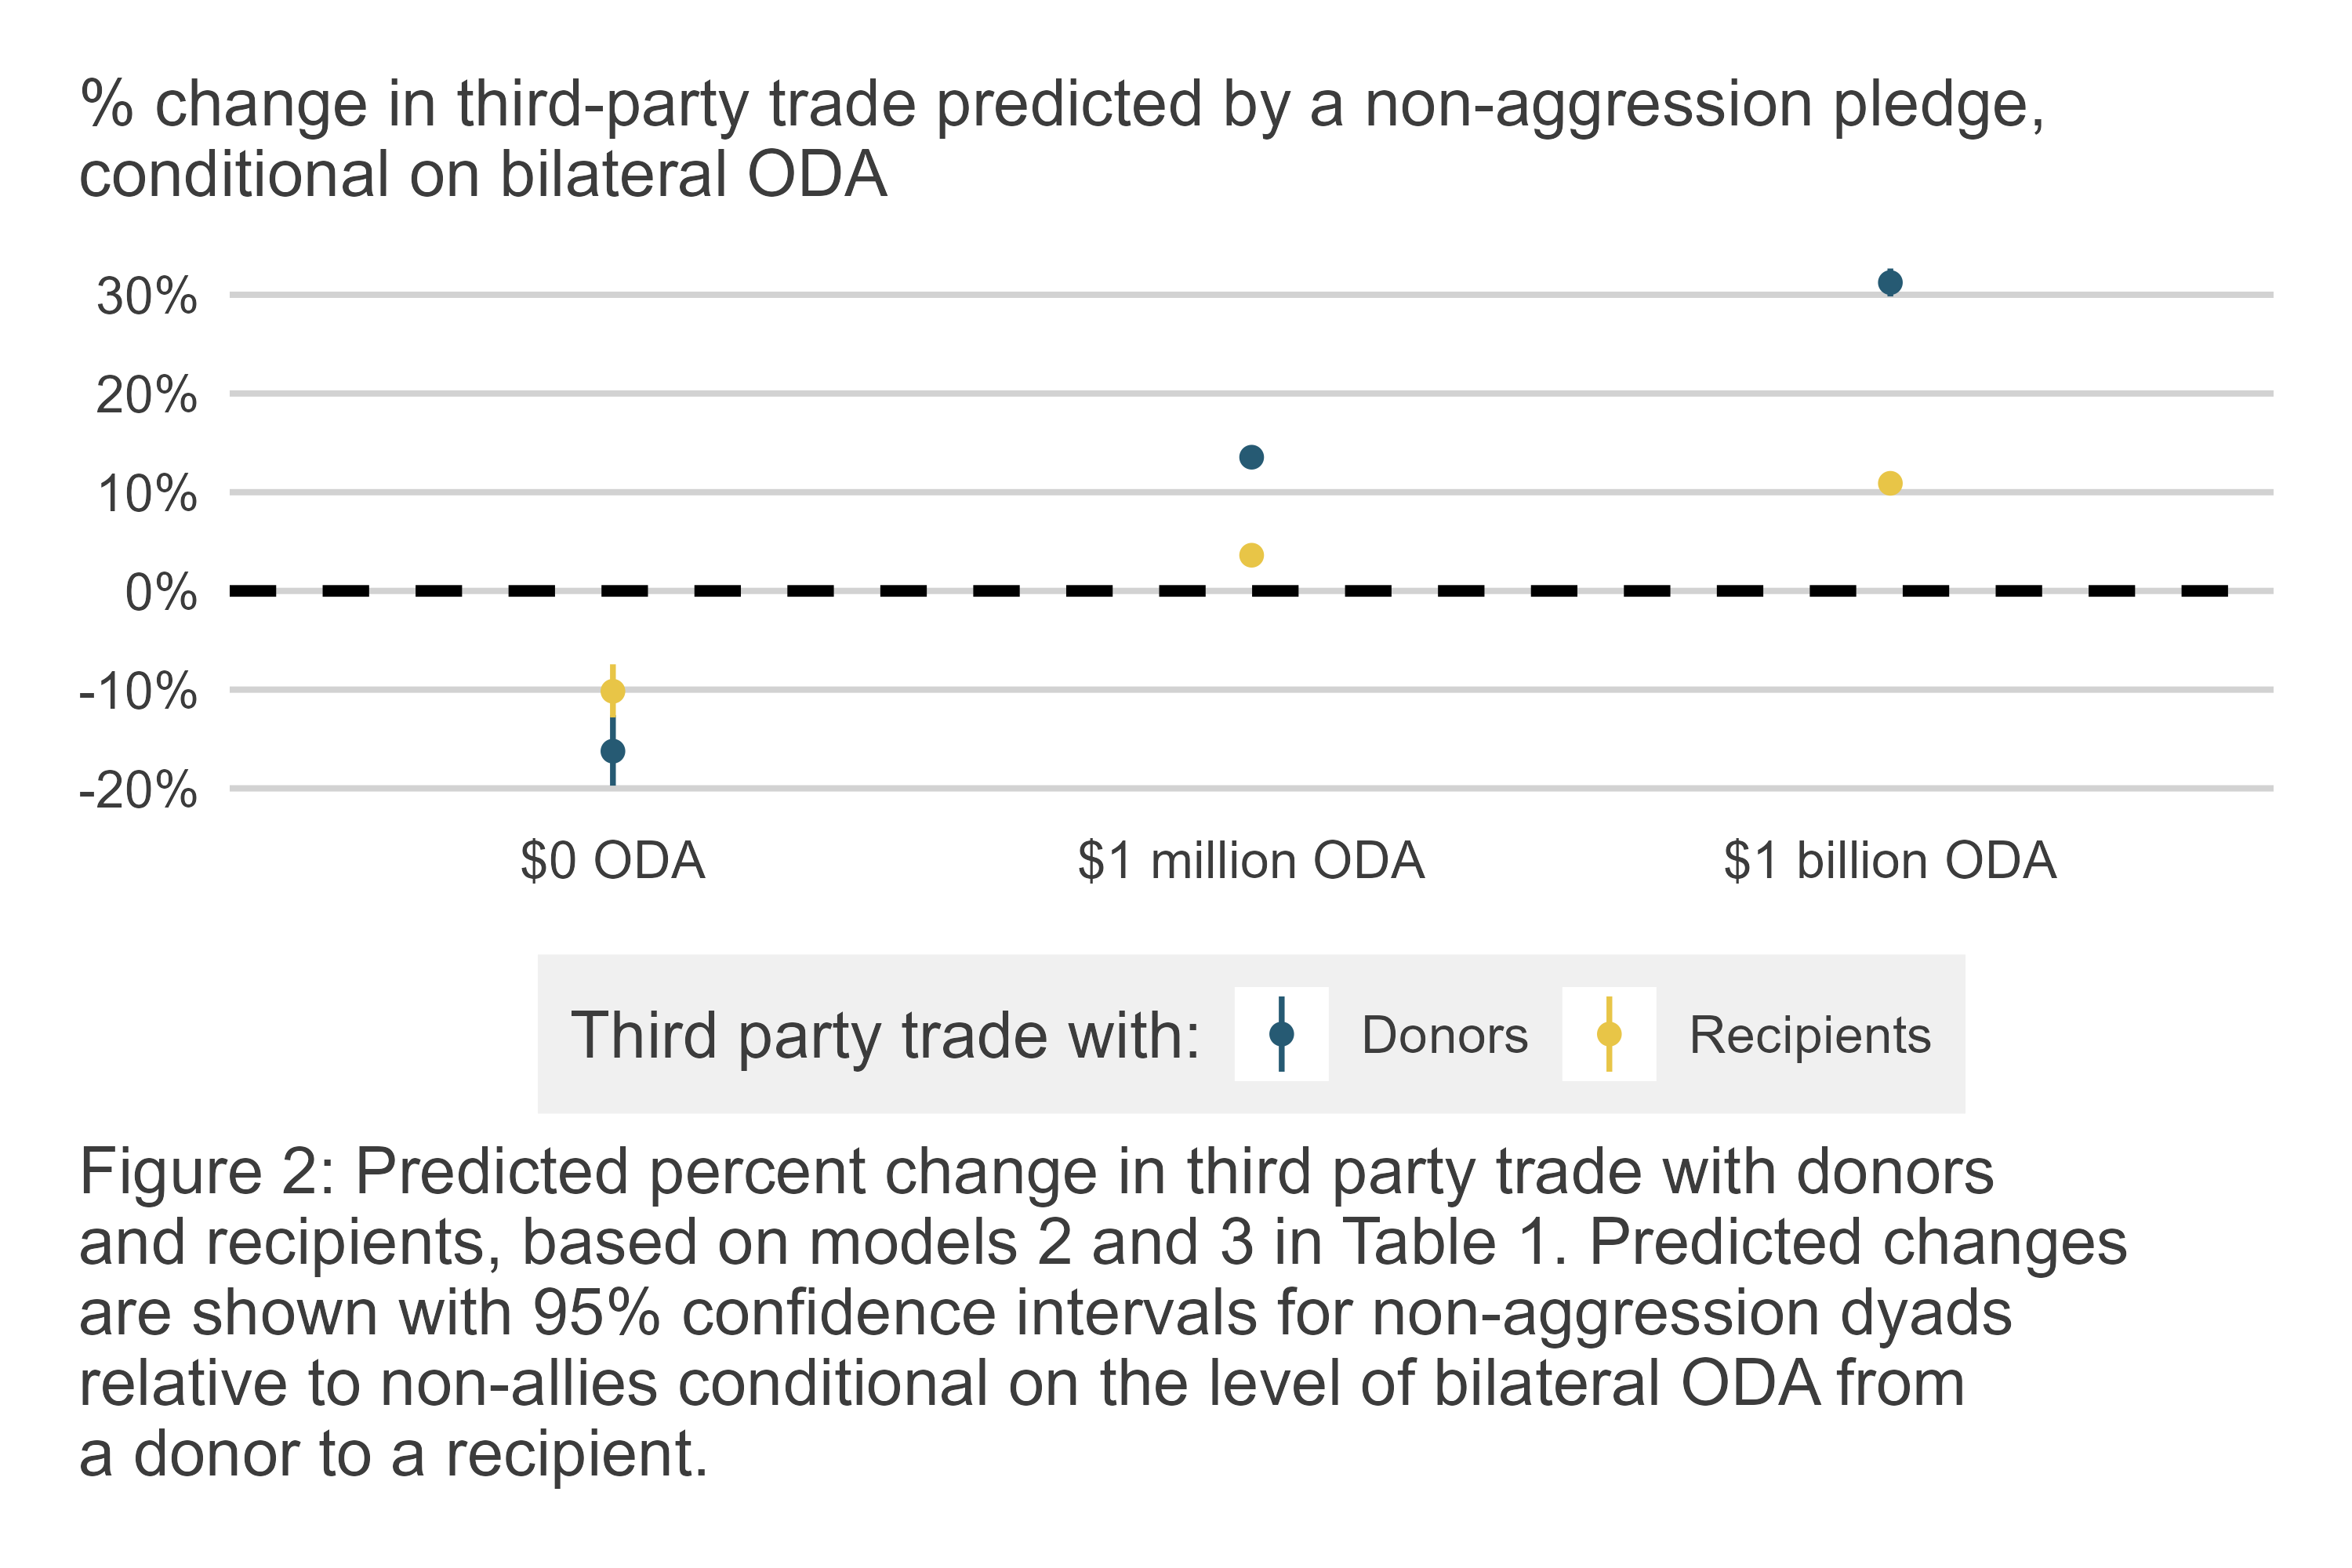 % change in third-party trade predicted by a non-aggression pledge,
conditional on bilateral ODA
30%
20%
10%
0%
-10%
-20%
$0 ODA
$1 million ODA
$1 billion ODA
Third party trade with:
Donors
Recipients
Figure 2: Predicted percent change in third party trade with donors
and recipients, based on models 2 and 3 in Table 1. Predicted changes
are shown with 95% confidence intervals for non-aggression dyads
relative to non-allies conditional on the level of bilateral ODA from
a donor to a recipient.